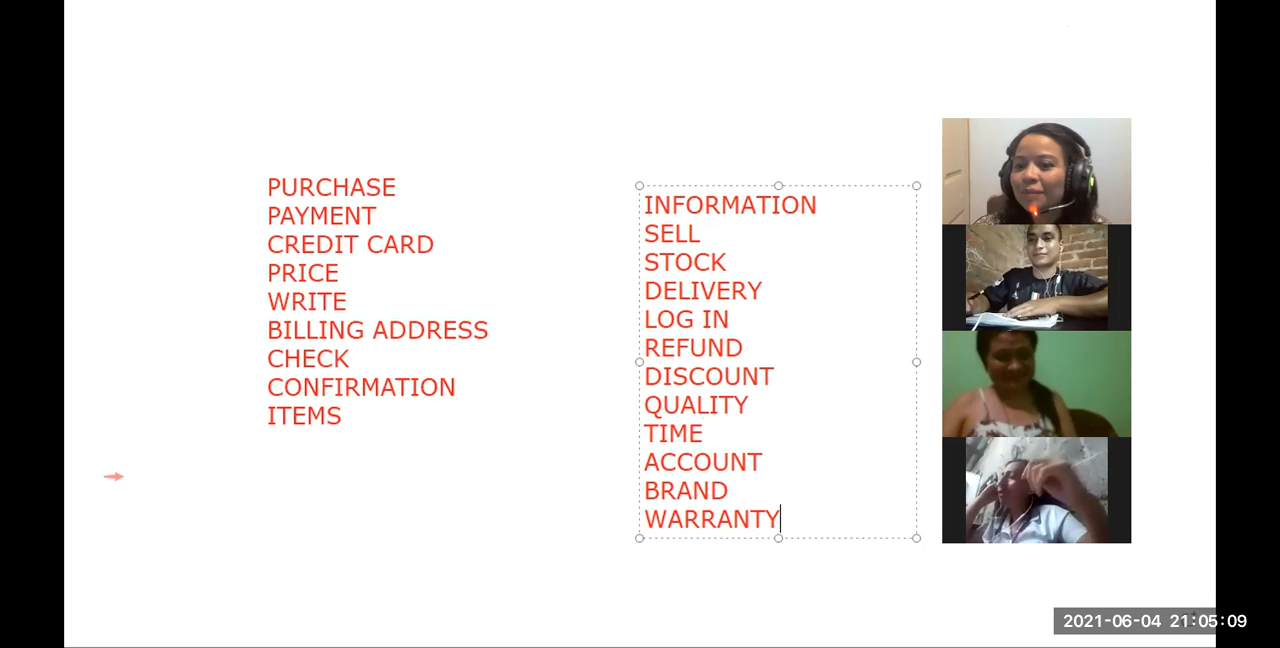 PURCHASE
PAYMENT
CREDIT CARD
PRICE
WRITE
BILLING ADDRESS
CHECK
CONFIRMATION
ITEMS
INFORMATION
SELL
STOCK
DELIVERY
LOG IN
REFUND
DISCOUNT
QUALITY
TIME
ACCOUNT
BRAND
WARRANTY
2021-06-04 21:05:09